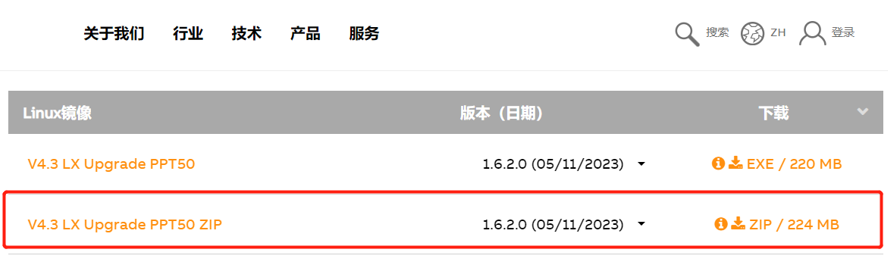 关于我们 行业 技术 产品 服务 搜索 ZH 登录
Linux镜像 版本（日期） 下载
V4.3 LX Upgrade PPT50 1.6.2.0 (05/11/2023) EXE / 220 MB
V4.3 LX Upgrade PPT50 ZIP 1.6.2.0 (05/11/2023) ZIP / 224 MB